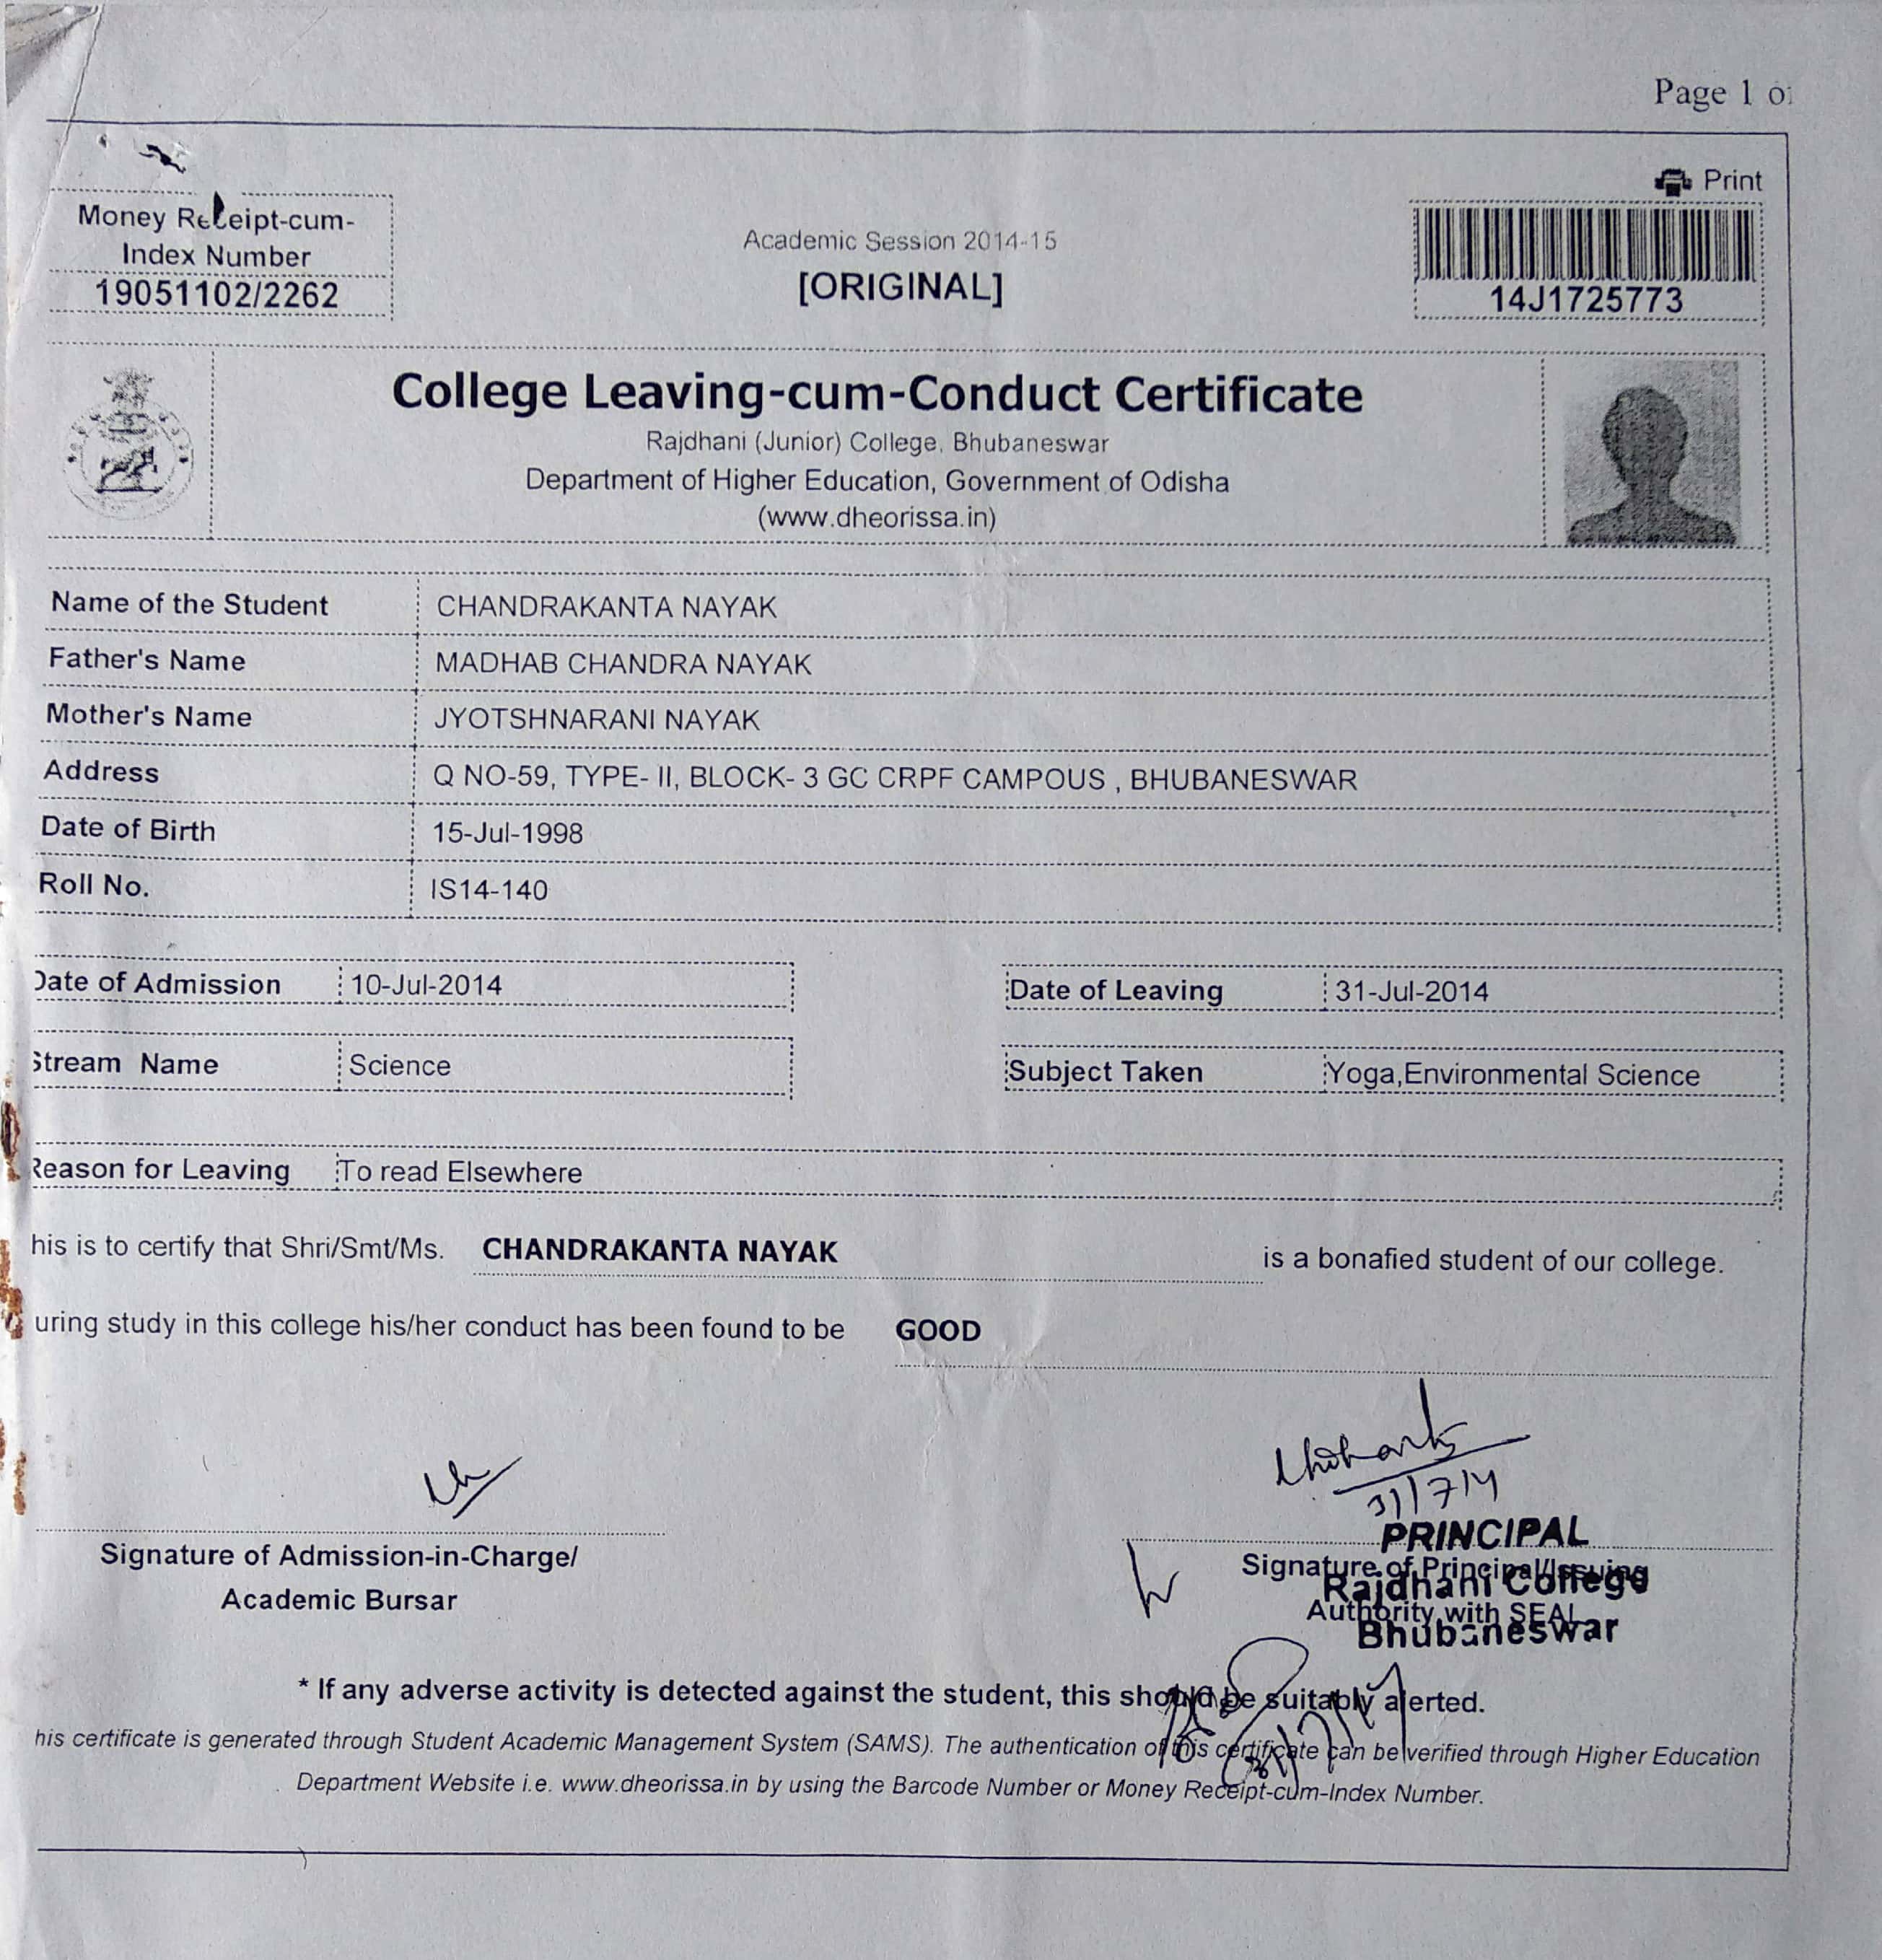 Page 1 o
Print
Money Receipt-cum-
Index Number
19051102/2262
Academic Session 2014-15
[ORIGINAL]
14J1725773
College Leaving-cum-Conduct Certificate
Rajdhani (Junior) College, Bhubaneswar
Department of Higher Education, Government of Odisha
(www.dheorissa.in)
Name of the Student CHANDRAKANTA NAYAK
Father's Name MADHAB CHANDRA NAYAK
Mother's Name JYOTSHNARANI NAYAK
Address Q NO-59, TYPE- II, BLOCK- 3 GC CRPF CAMPOUS , BHUBANESWAR
Date of Birth 15-Jul-1998
Roll No. IS14-140
Date of Admission 10-Jul-2014 Date of Leaving 31-Jul-2014
Stream Name Science Subject Taken Yoga,Environmental Science
Reason for Leaving To read Elsewhere
his is to certify that Shri/Smt/Ms. CHANDRAKANTA NAYAK is a bonafied student of our college.
uring study in this college his/her conduct has been found to be GOOD
31/7/14
PRINCIPAL
Rajdhani College
Bhubaneswar
Signature of Admission-in-Charge/
Academic Bursar
Signature of Principal/Issuing
Authority with SEAL
* If any adverse activity is detected against the student, this should be suitably alerted.
his certificate is generated through Student Academic Management System (SAMS). The authentication of this certificate can be verified through Higher Education
Department Website i.e. www.dheorissa.in by using the Barcode Number or Money Receipt-cum-Index Number.